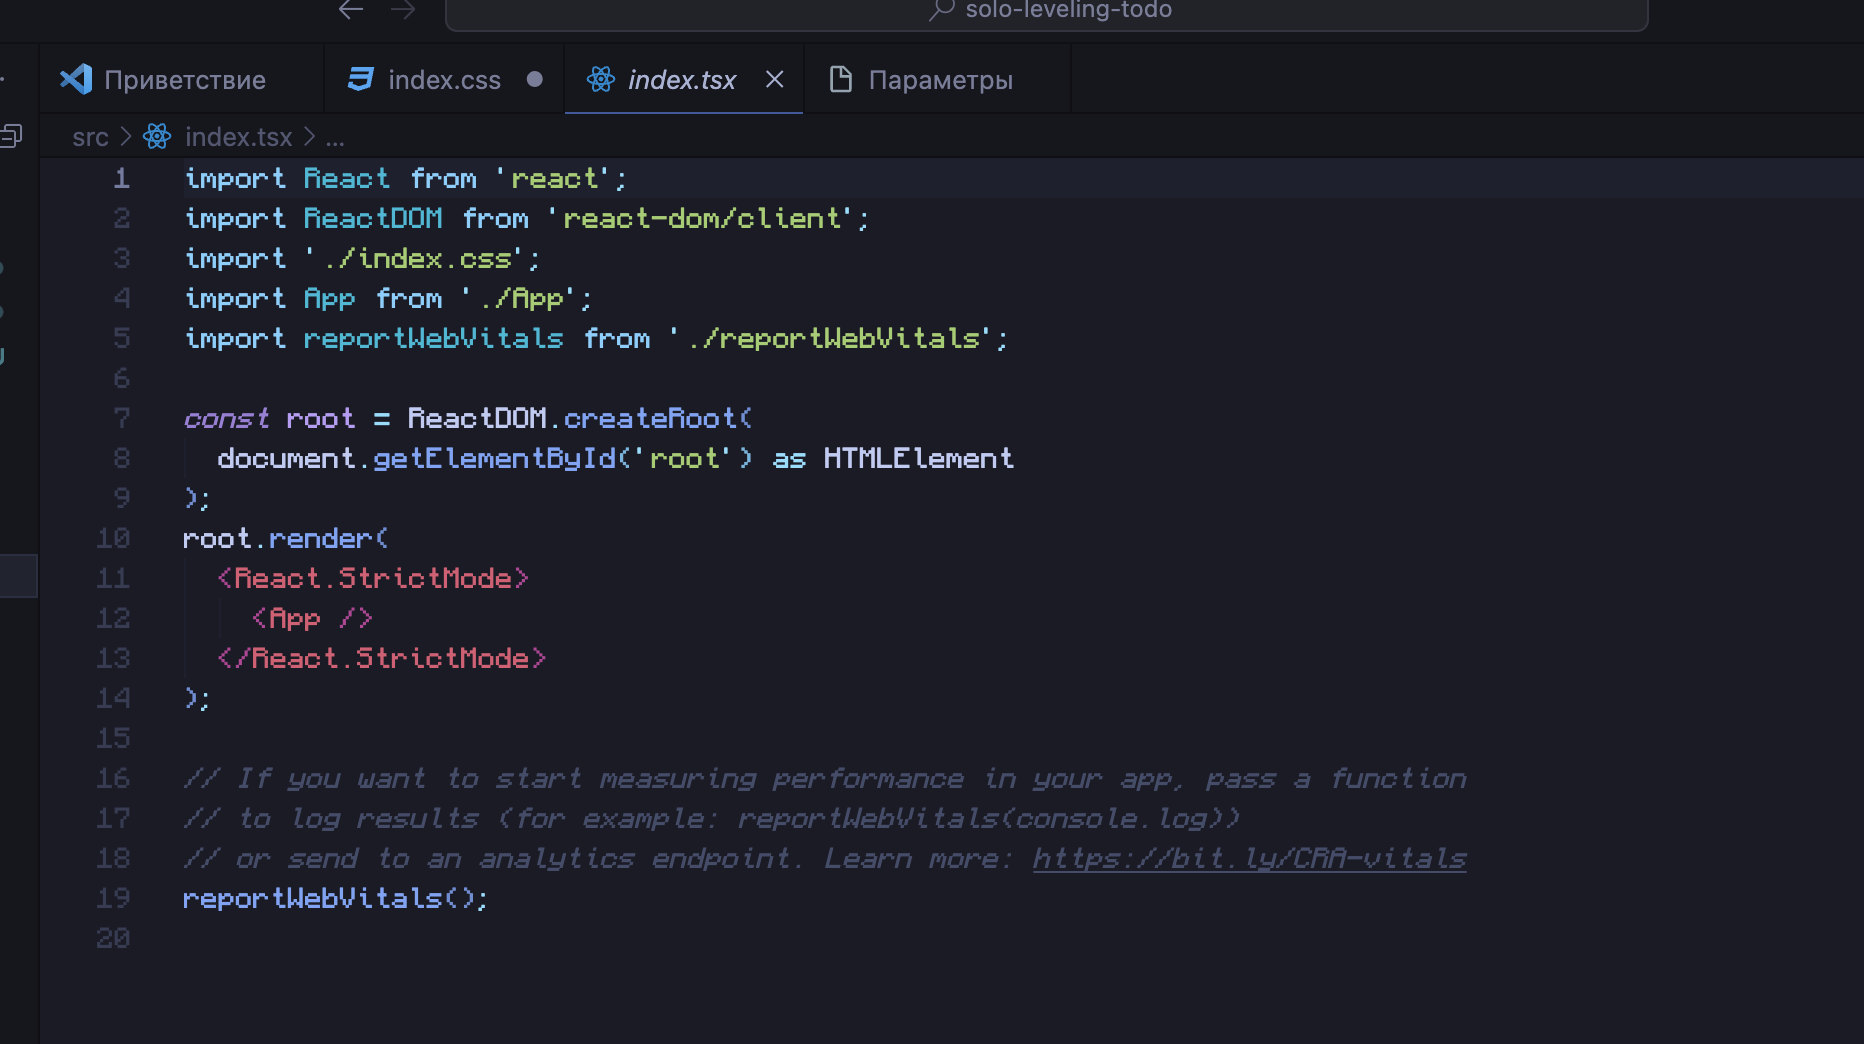 solo-leveling-todo
Приветствие
index.css
index.tsx
Параметры
src > index.tsx > ...
1 import React from 'react';
2 import ReactDOM from 'react-dom/client';
3 import './index.css';
4 import App from './App';
5 import reportWebVitals from './reportWebVitals';
6
7 const root = ReactDOM.createRoot(
8   document.getElementById('root') as HTMLElement
9 );
10 root.render(
11   <React.StrictMode>
12     <App />
13   </React.StrictMode>
14 );
15
16 // If you want to start measuring performance in your app, pass a function
17 // to log results (for example: reportWebVitals(console.log))
18 // or send to an analytics endpoint. Learn more: https://bit.ly/CRA-vitals
19 reportWebVitals();
20